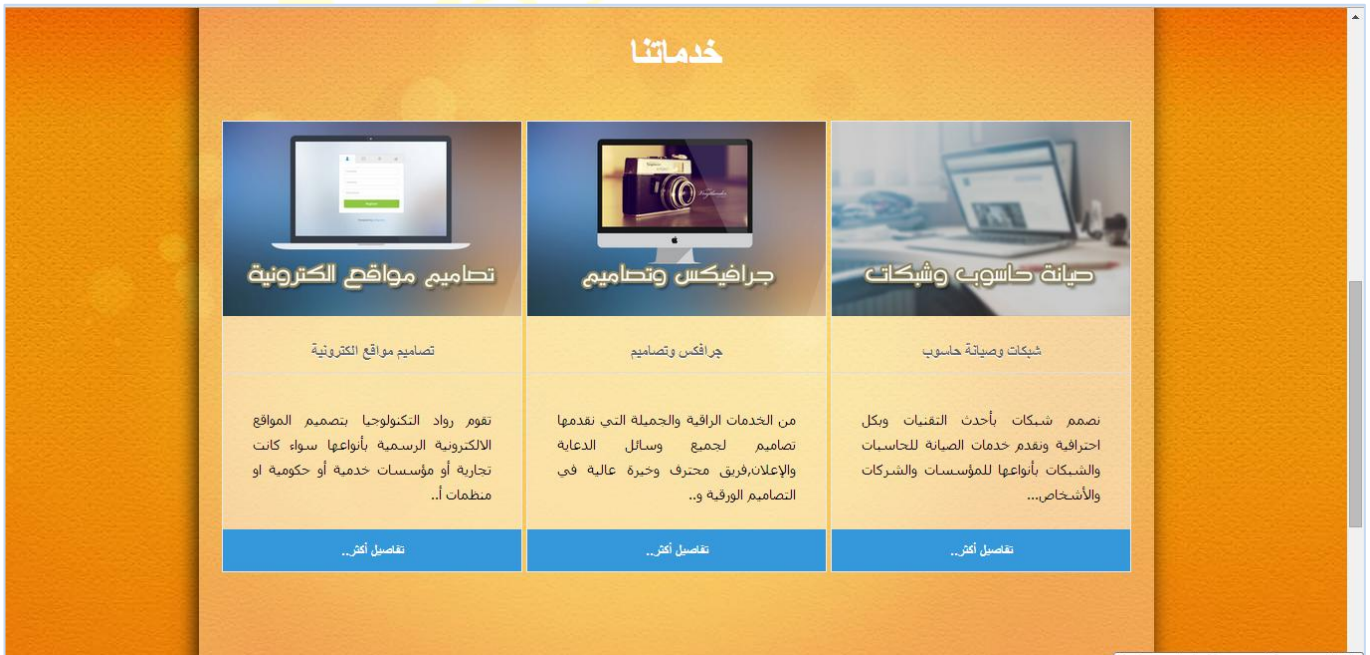 خدماتنا
صيانة حاسوب وشبكات
شبكات وصيانة حاسوب
نصمم شبكات بأحدث التقنيات وبكل
احترافية ونقدم خدمات الصيانة للحاسبات
والشبكات بأنواعها للمؤسسات والشركات
والأشخاص...
تفاصيل أكثر..
جرافيكس وتصاميم
جرافكس وتصاميم
من الخدمات الراقية والجميلة التي نقدمها
تصاميم لجميع وسائل الدعاية
والإعلان,فريق محترف وخبرة عالية في
التصاميم الورقية و..
تفاصيل أكثر..
تصاميم مواقع الكترونية
تصاميم مواقع الكترونية
تقوم رواد التكنولوجيا بتصميم المواقع
الالكترونية الرسمية بأنواعها سواء كانت
تجارية أو مؤسسات خدمية أو حكومية او
منظمات أ..
تفاصيل أكثر..